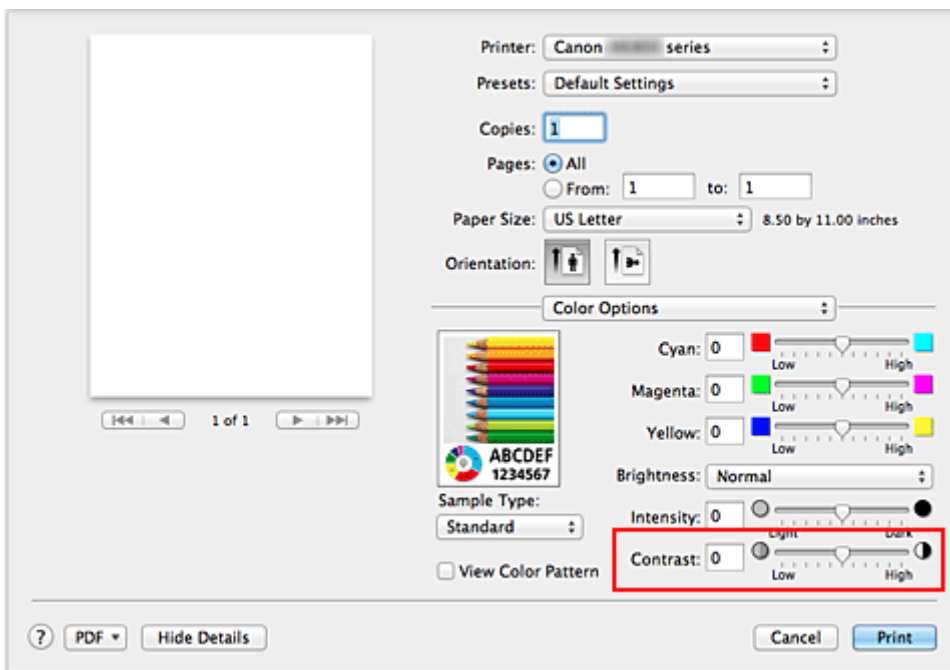 Printer: Canon series
Presets: Default Settings
Copies: 1
Pages: All
From: 1 to: 1
Paper Size: US Letter 8.50 by 11.00 inches
Orientation:
Color Options
1 of 1
Cyan: 0
Low High
Magenta: 0
Low High
Yellow: 0
Low High
ABCDEF
1234567
Brightness: Normal
Sample Type:
Standard
Intensity: 0
Light Dark
View Color Pattern
Contrast: 0
Low High
? PDF Hide Details Cancel Print